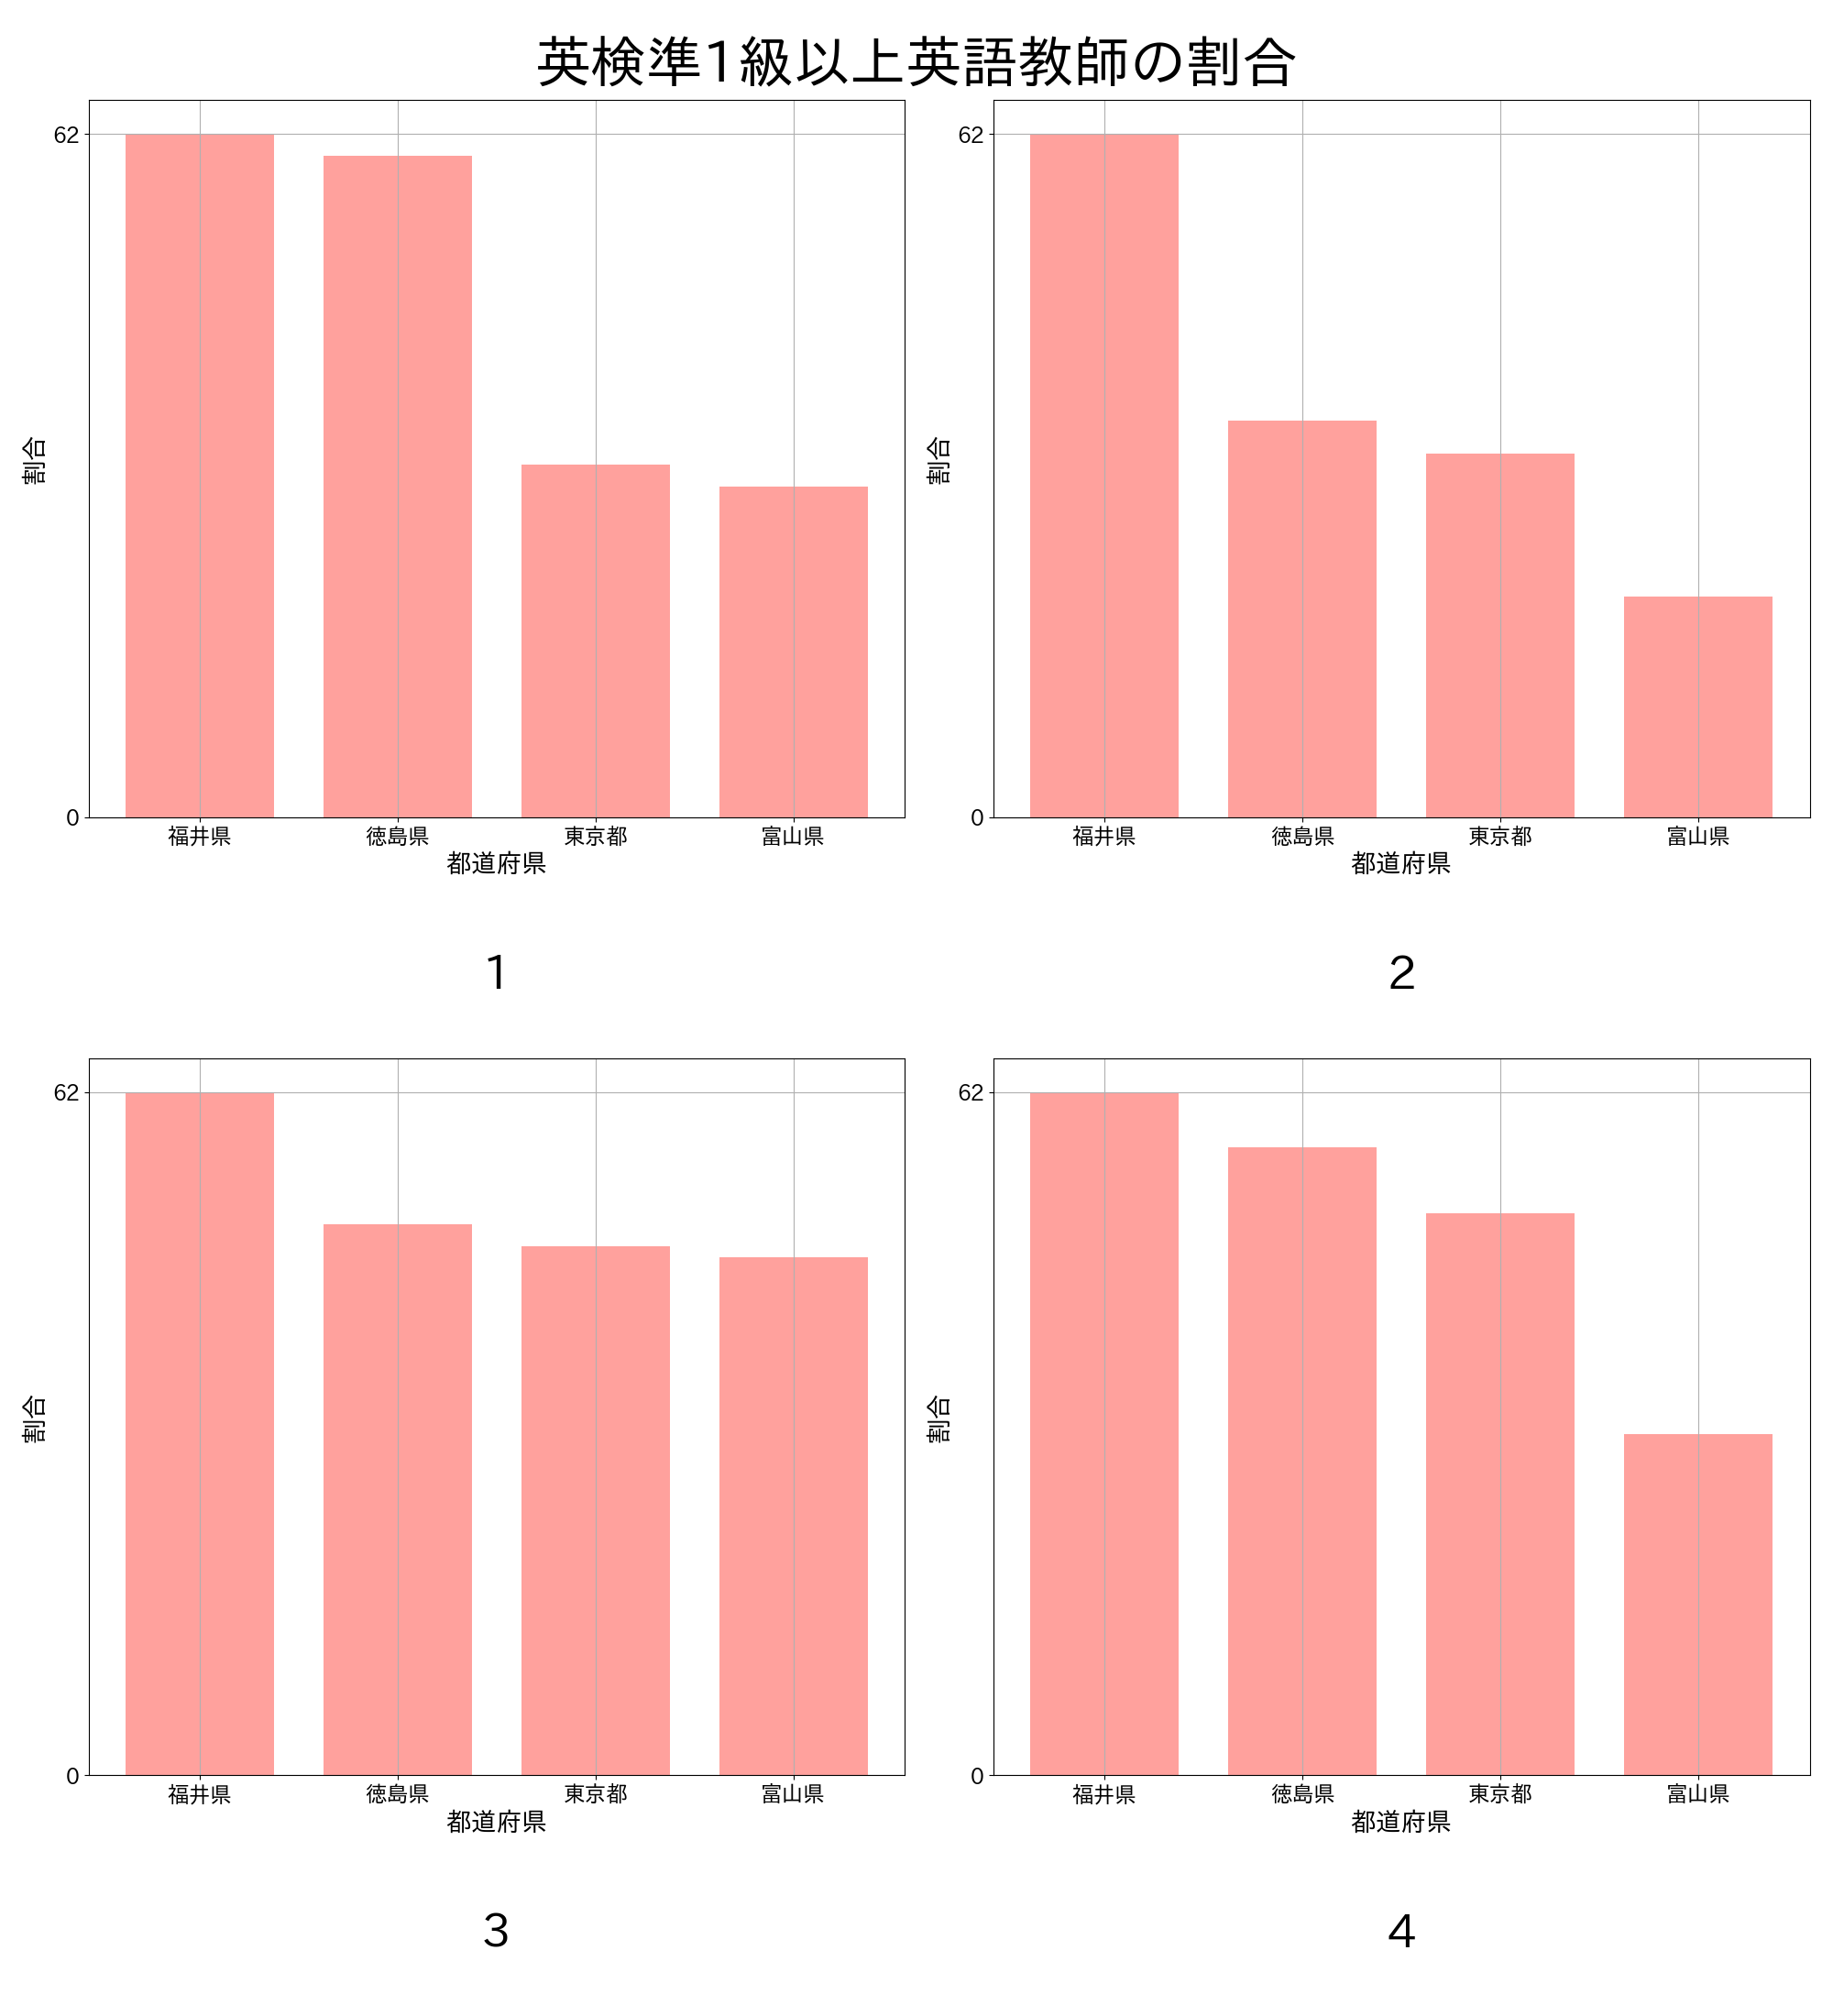 英検準1級以上英語教師の割合
62
0
割合
福井県 徳島県 東京都 富山県
都道府県
1
62
0
割合
福井県 徳島県 東京都 富山県
都道府県
2
62
0
割合
福井県 徳島県 東京都 富山県
都道府県
3
62
0
割合
福井県 徳島県 東京都 富山県
都道府県
4